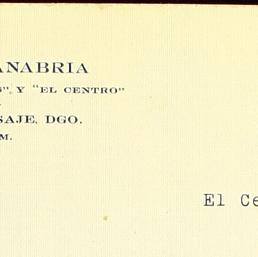 ANABRIA
S", Y "EL CENTRO"
SAJE, DGO.
M.
El Ce